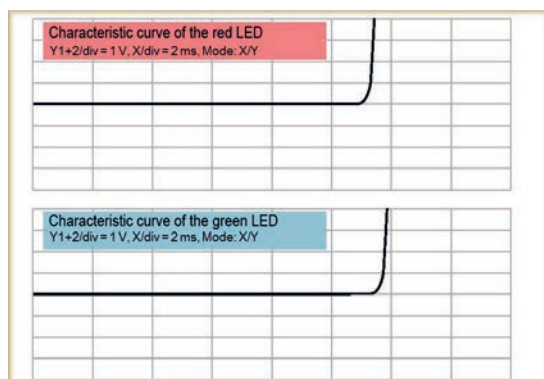 Characteristic curve of the red LED
Y1+2/div = 1 V, X/div = 2 ms, Mode: X/Y
Characteristic curve of the green LED
Y1+2/div = 1 V, X/div = 2 ms, Mode: X/Y